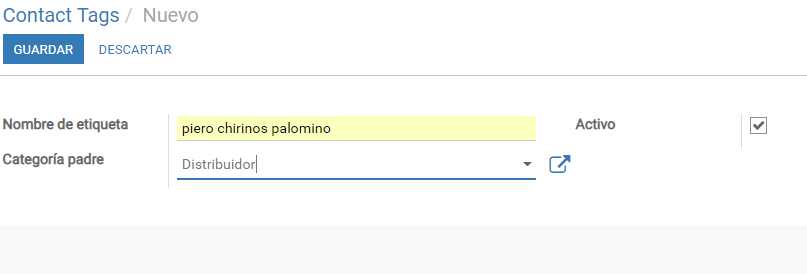 Contact Tags / Nuevo
GUARDAR DESCARTAR
Nombre de etiqueta piero chirinos palomino Activo
Categoría padre Distribuidor